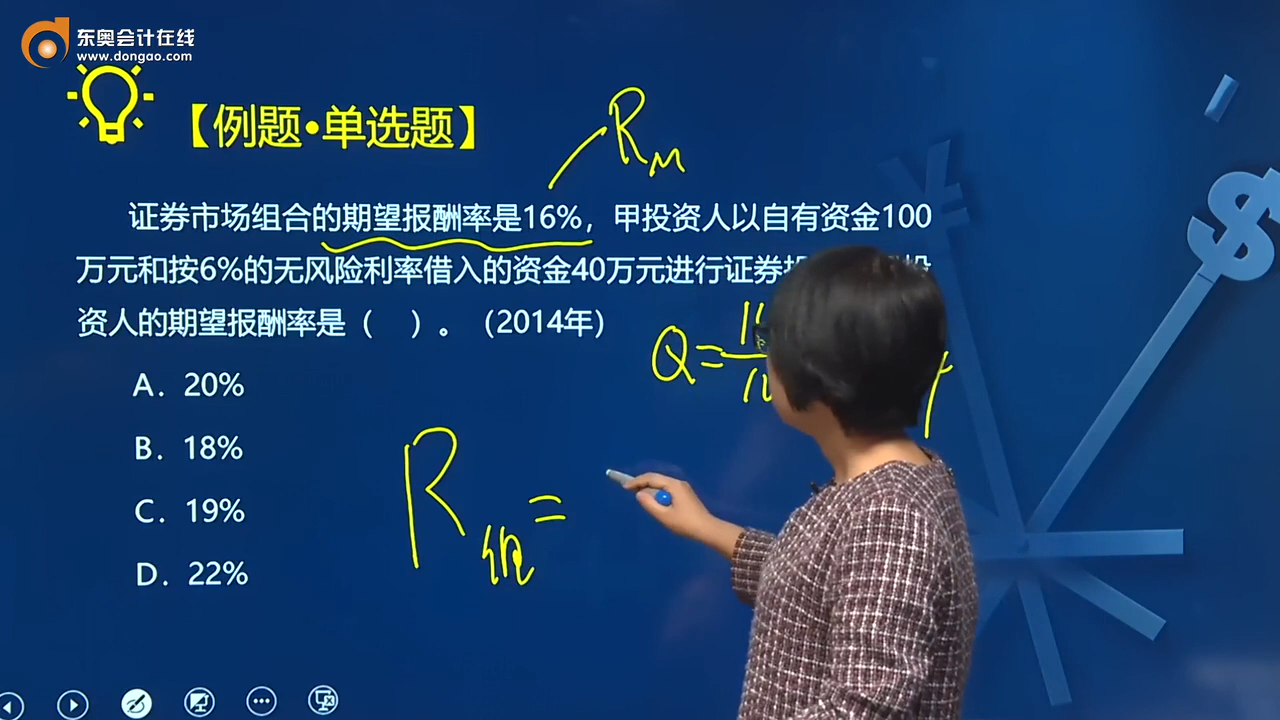 东奥会计在线
www.dongao.com
【例题•单选题】
R_M
证券市场组合的期望报酬率是16%，甲投资人以自有资金100
万元和按6%的无风险利率借入的资金40万元进行证券投
资人的期望报酬率是（ ）。（2014年）
Q=
A. 20%
B. 18%
C. 19%
D. 22%
R =